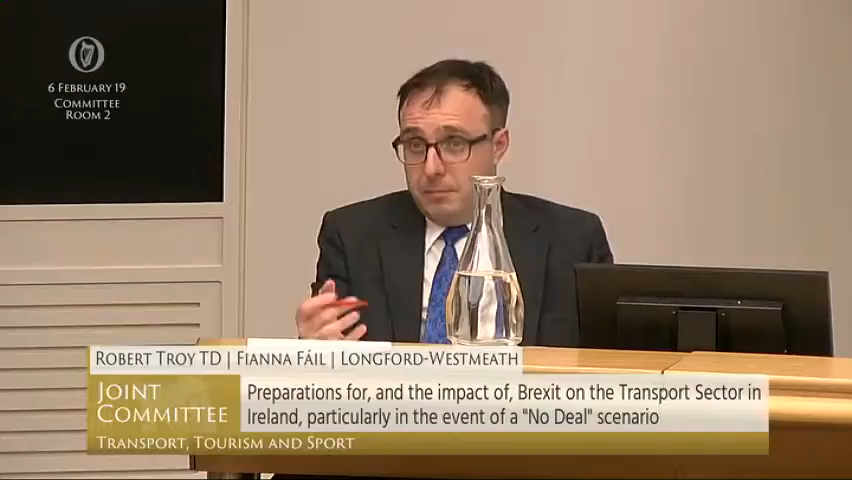 6 February 19
Committee
Room 2
Robert Troy TD | Fianna Fáil | Longford-Westmeath
Joint
Committee
Preparations for, and the impact of, Brexit on the Transport Sector in
Ireland, particularly in the event of a "No Deal" scenario
Transport, Tourism and Sport